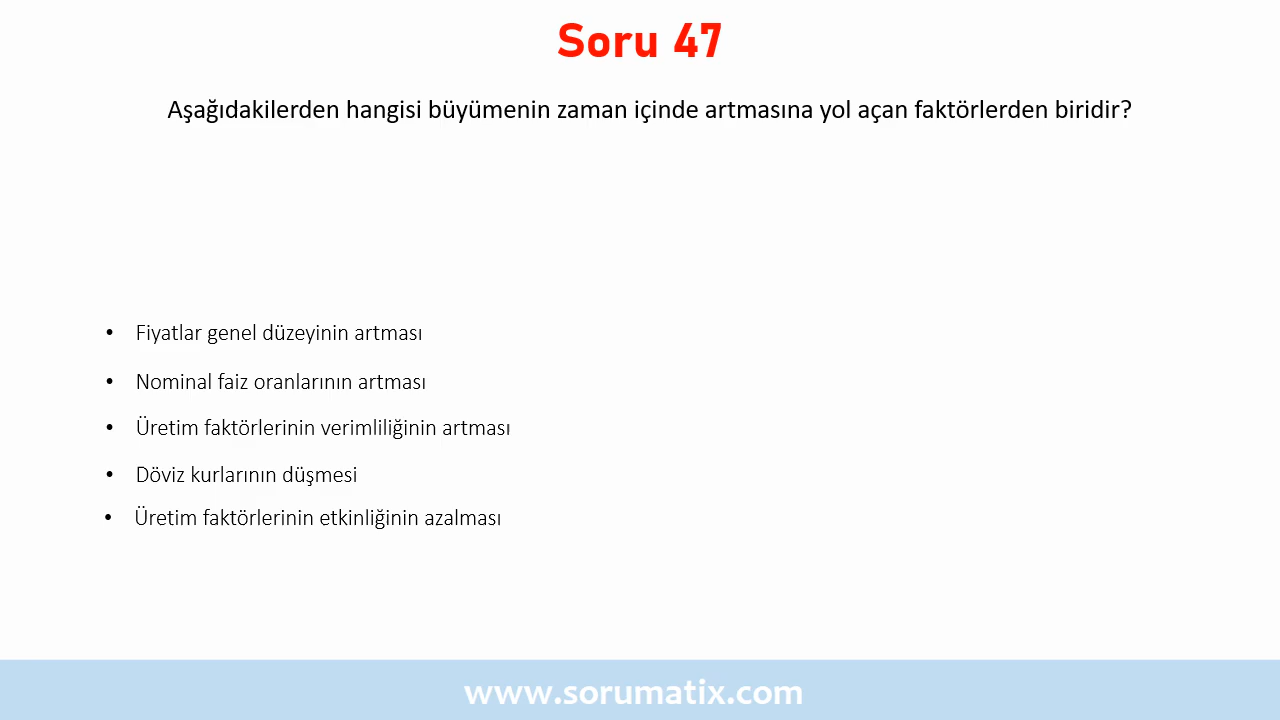 Soru 47
Aşağıdakilerden hangisi büyümenin zaman içinde artmasına yol açan faktörlerden biridir?
• Fiyatlar genel düzeyinin artması
• Nominal faiz oranlarının artması
• Üretim faktörlerinin verimliliğinin artması
• Döviz kurlarının düşmesi
• Üretim faktörlerinin etkinliğinin azalması
www.sorumatix.com